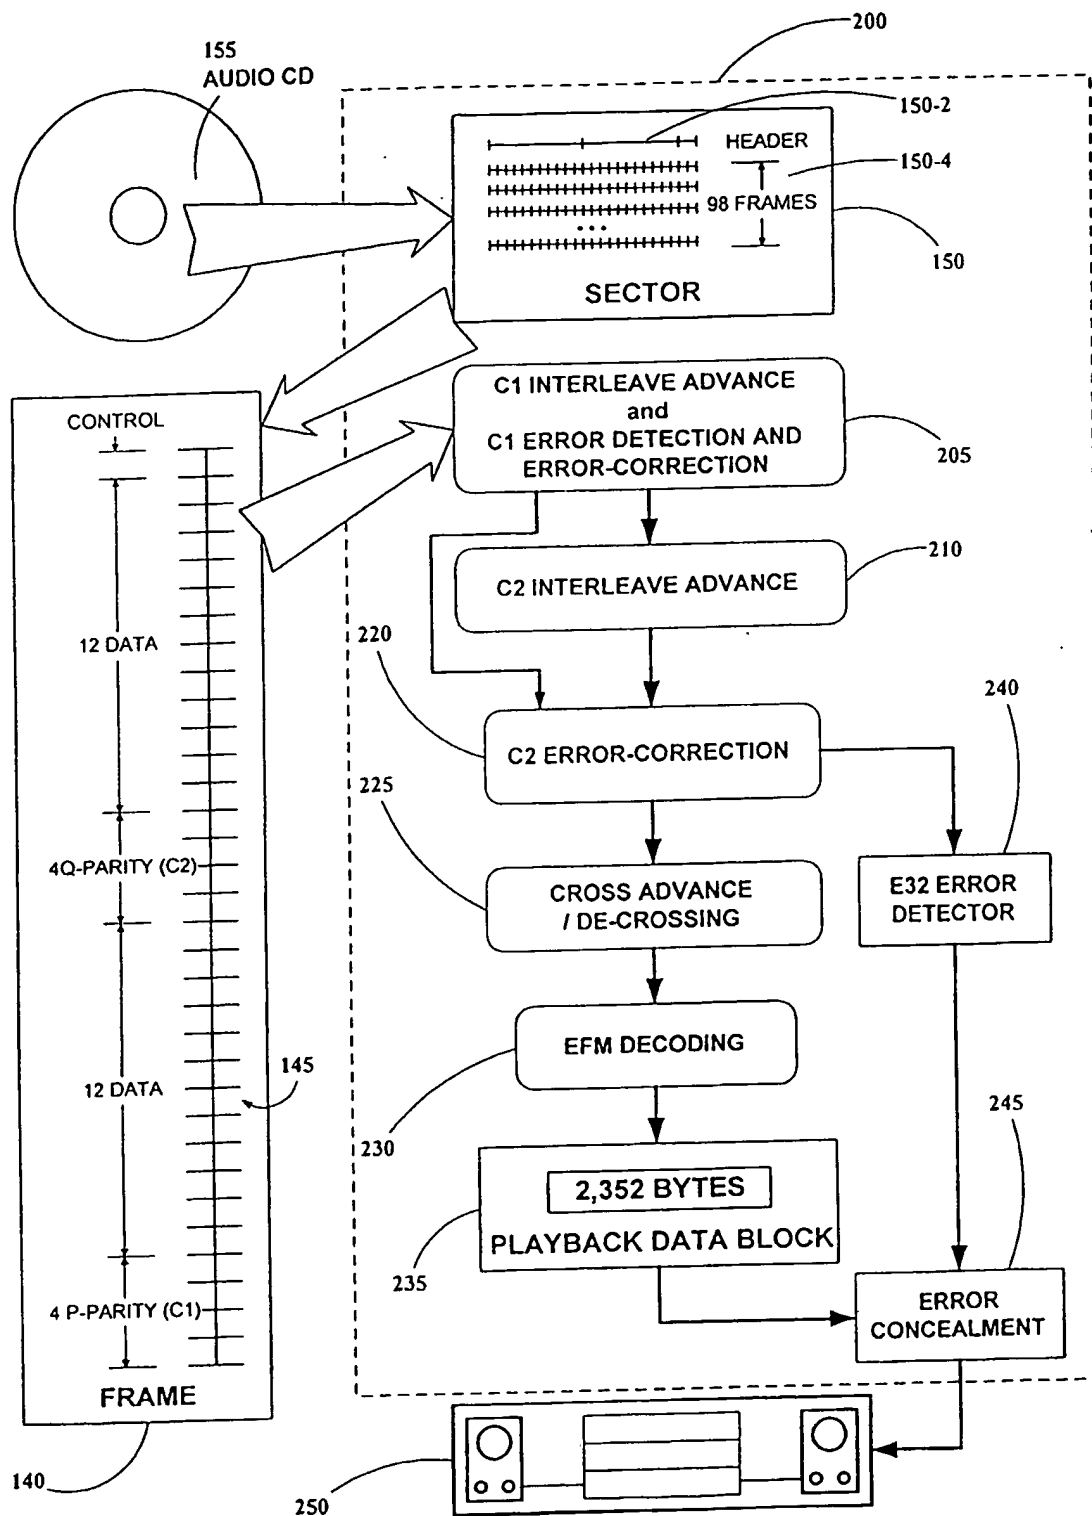 200
155
AUDIO CD
150-2
HEADER
150-4
98 FRAMES
...
150
SECTOR
C1 INTERLEAVE ADVANCE
and
C1 ERROR DETECTION AND
ERROR-CORRECTION
205
CONTROL
210
C2 INTERLEAVE ADVANCE
12 DATA
220
240
C2 ERROR-CORRECTION
225
4Q-PARITY (C2)
E32 ERROR
DETECTOR
CROSS ADVANCE
/ DE-CROSSING
EFM DECODING
145
12 DATA
230
245
2,352 BYTES
PLAYBACK DATA BLOCK
235
4 P-PARITY (C1)
ERROR
CONCEALMENT
FRAME
140
250